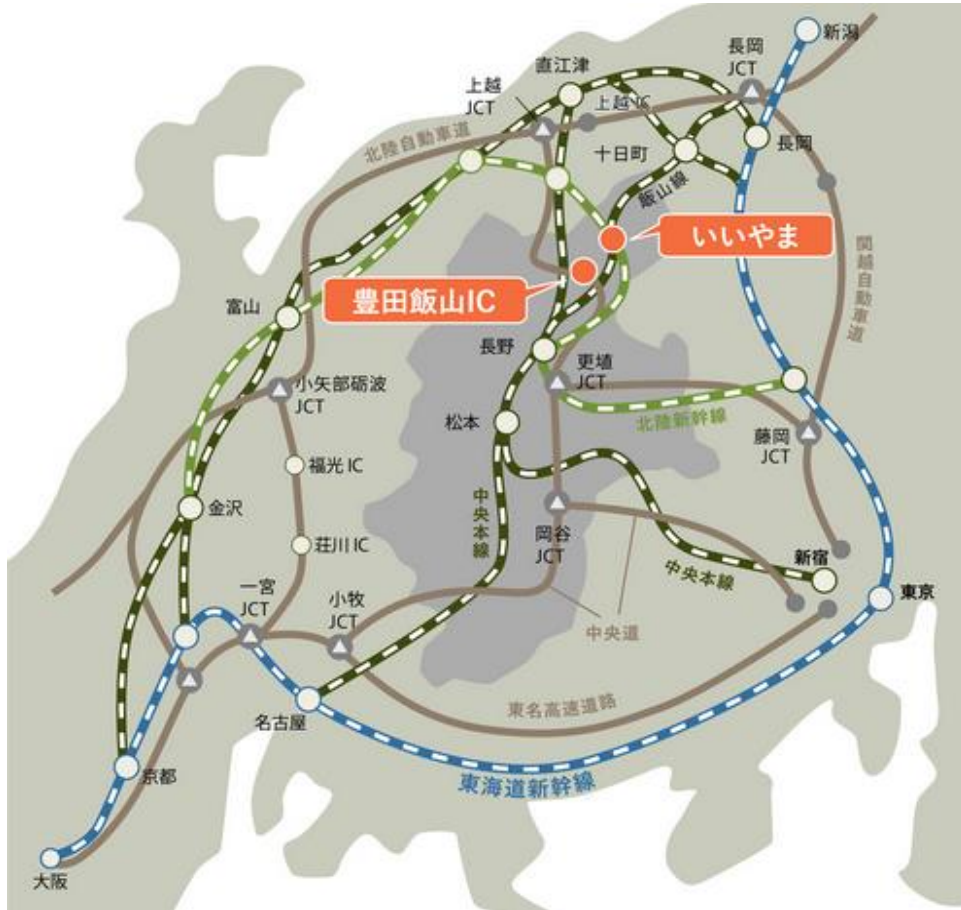 新潟
長岡
JCT
直江津
上越
JCT
上越 IC
北陸自動車道
十日町
長岡
飯山線
いいやま
関越自動車道
豊田飯山IC
富山
長野
更埴
JCT
小矢部砺波
JCT
松本
北陸新幹線
藤岡
JCT
福光 IC
中央本線
金沢
岡谷
JCT
荘川 IC
新宿
中央本線
一宮
JCT
小牧
JCT
東京
中央道
東名高速道路
名古屋
京都
東海道新幹線
大阪